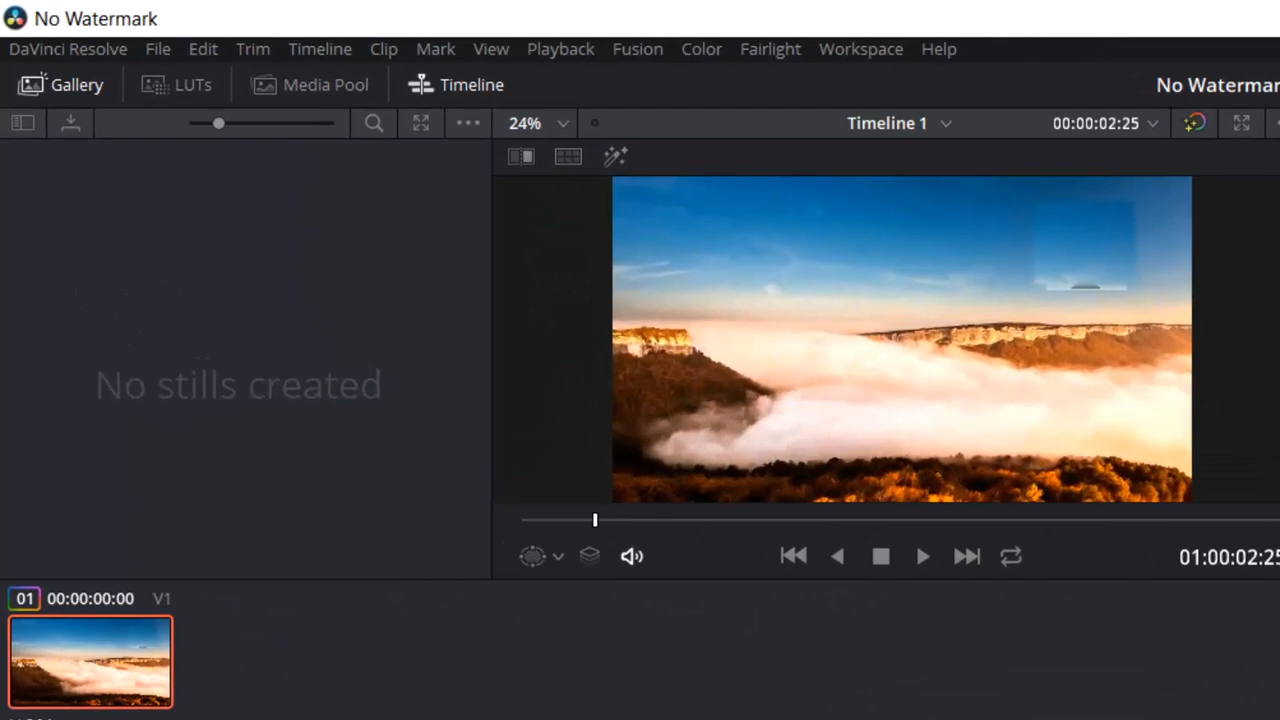 No Watermark
DaVinci Resolve File Edit Trim Timeline Clip Mark View Playback Fusion Color Fairlight Workspace Help
Gallery LUTs Media Pool Timeline No Watermar
24% Timeline 1 00:00:02:25
No stills created
01:00:02:25
01 00:00:00:00 V1